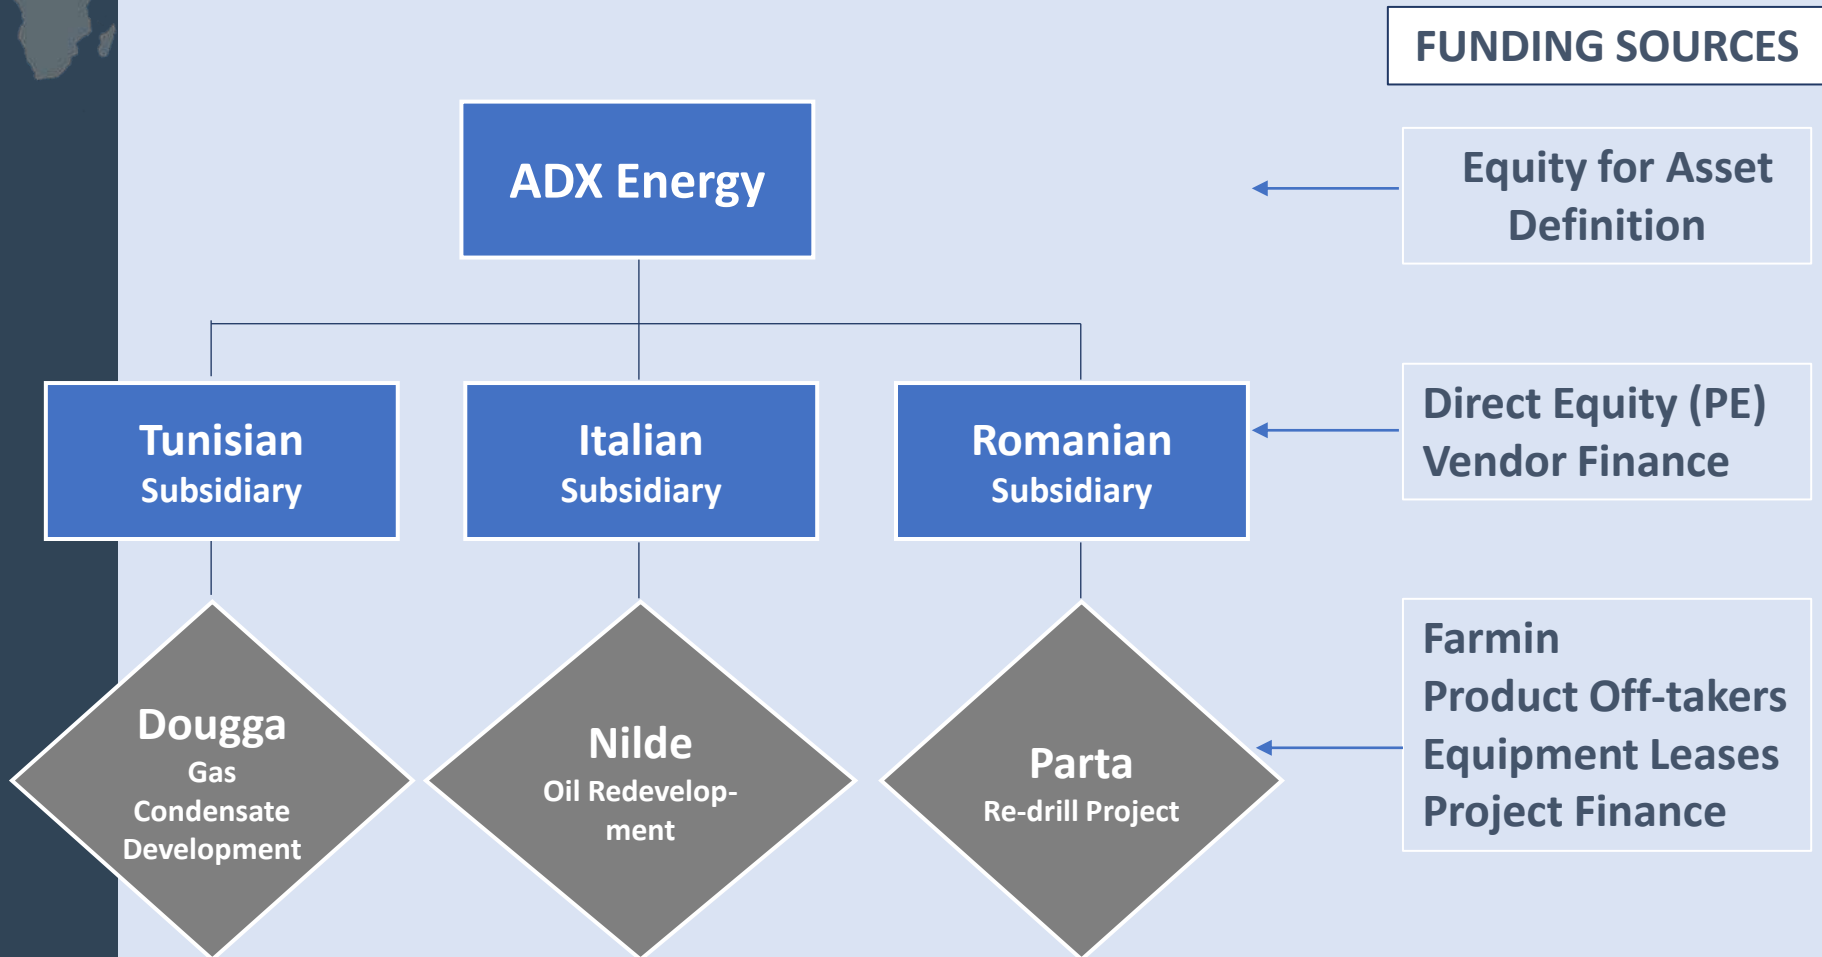 FUNDING SOURCES
ADX Energy
Equity for Asset
Definition
Tunisian
Subsidiary
Italian
Subsidiary
Romanian
Subsidiary
Direct Equity (PE)
Vendor Finance
Dougga
Gas
Condensate
Development
Nilde
Oil Redevelop-
ment
Parta
Re-drill Project
Farmin
Product Off-takers
Equipment Leases
Project Finance